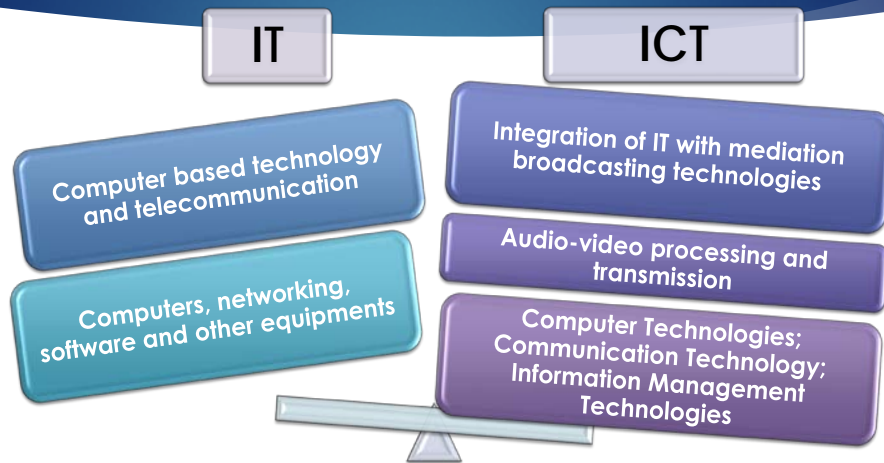 IT
Computer based technology
and telecommunication
Computers, networking,
software and other equipments
ICT
Integration of IT with mediation
broadcasting technologies
Audio-video processing and
transmission
Computer Technologies;
Communication Technology;
Information Management
Technologies